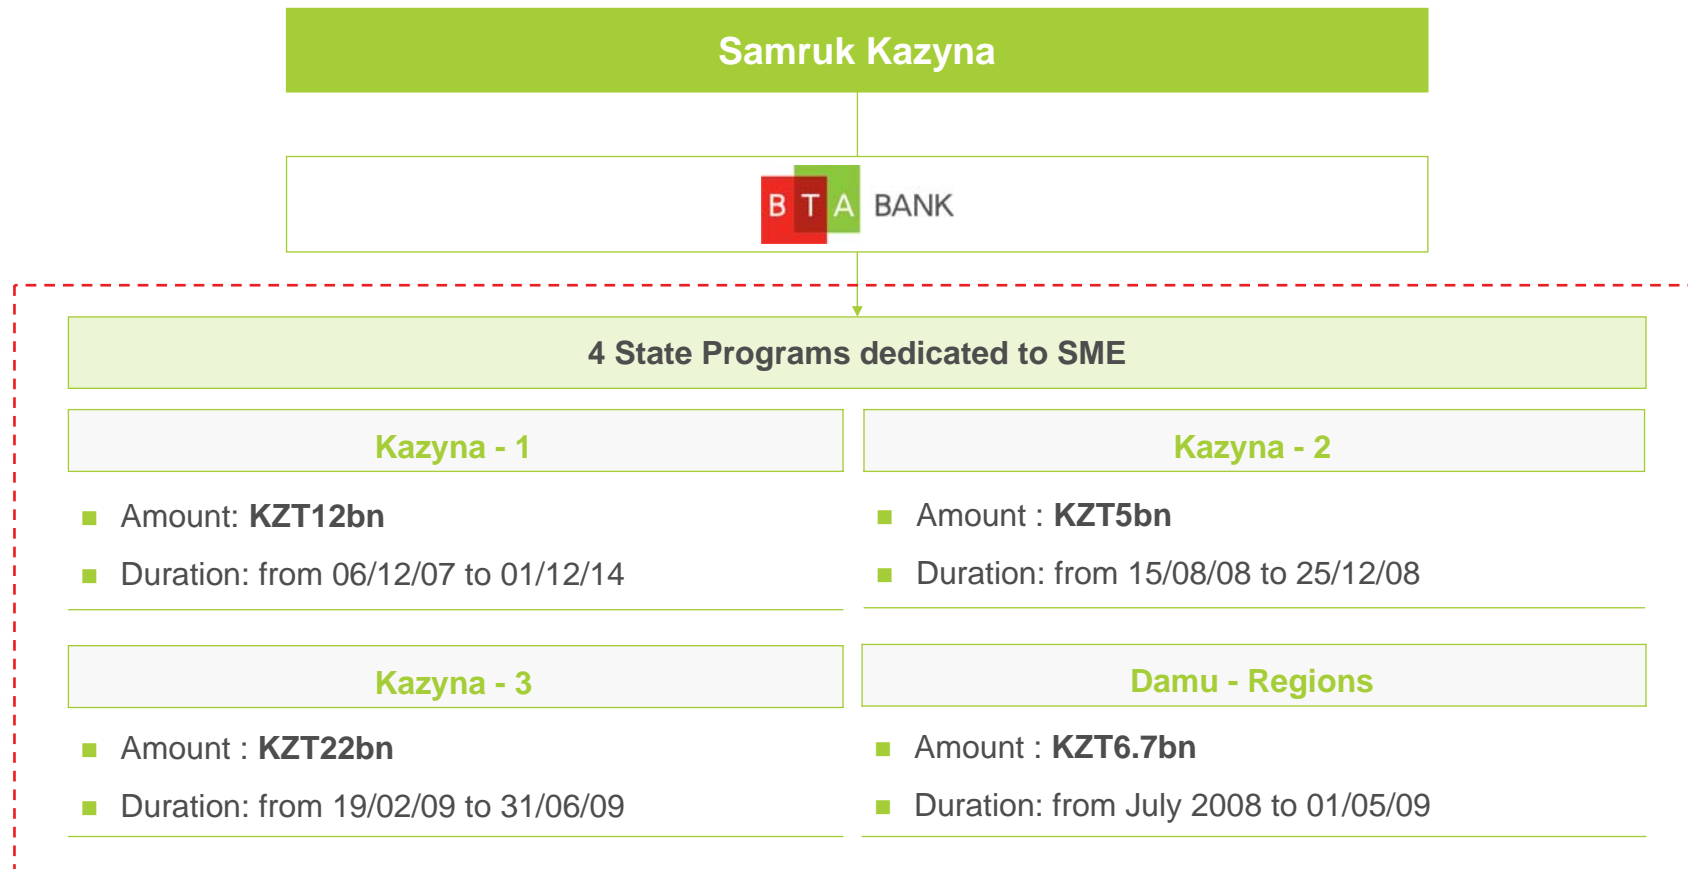 Samruk Kazyna
BTA BANK
4 State Programs dedicated to SME
Kazyna - 1
■ Amount: KZT12bn
■ Duration: from 06/12/07 to 01/12/14
Kazyna - 2
■ Amount : KZT5bn
■ Duration: from 15/08/08 to 25/12/08
Kazyna - 3
■ Amount : KZT22bn
■ Duration: from 19/02/09 to 31/06/09
Damu - Regions
■ Amount : KZT6.7bn
■ Duration: from July 2008 to 01/05/09